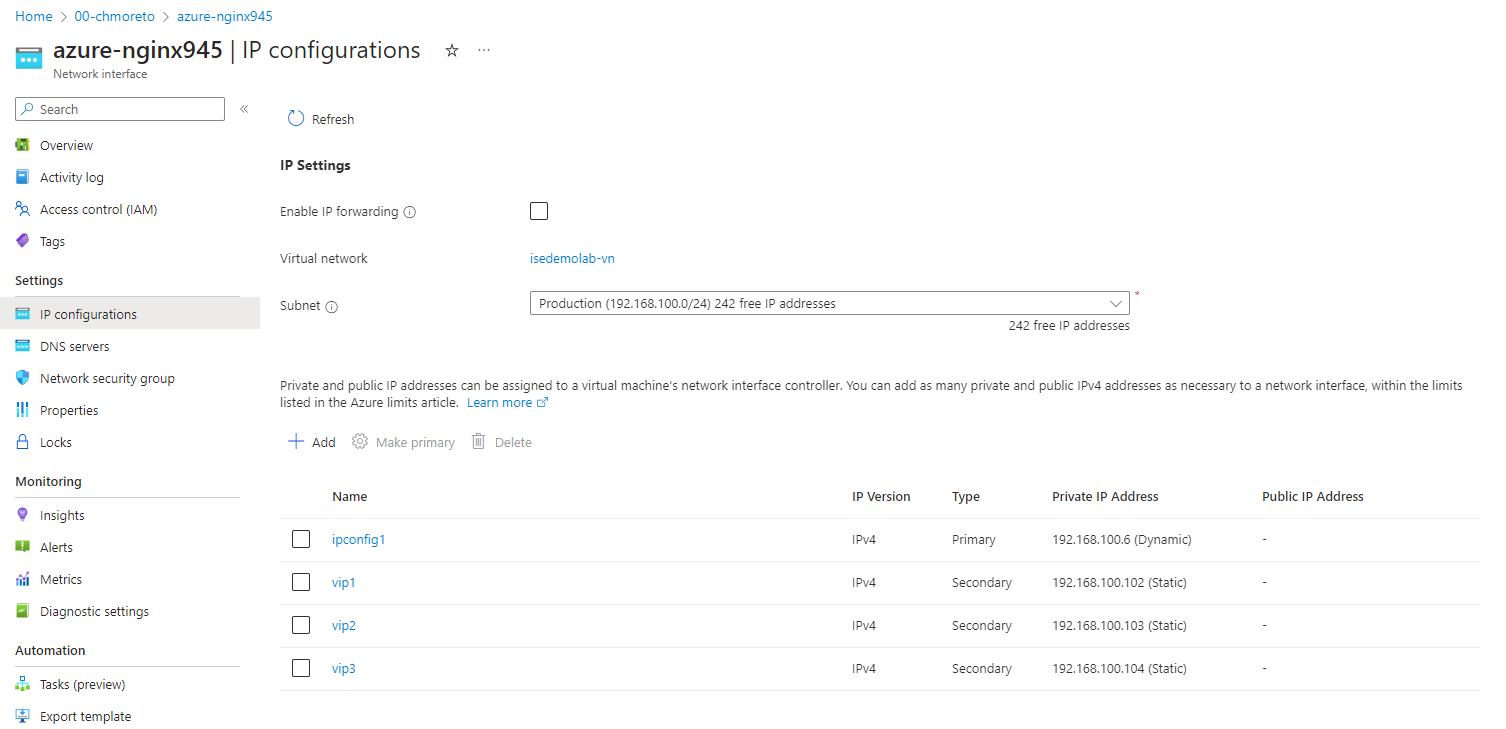 Home > 00-chmoreto > azure-nginx945
azure-nginx945 | IP configurations
Network interface
Search
Overview
Activity log
Access control (IAM)
Tags
Settings
IP configurations
DNS servers
Network security group
Properties
Locks
Monitoring
Insights
Alerts
Metrics
Diagnostic settings
Automation
Tasks (preview)
Export template
Refresh
IP Settings
Enable IP forwarding
Virtual network isedemolab-vn
Subnet Production (192.168.100.0/24) 242 free IP addresses *
242 free IP addresses
Private and public IP addresses can be assigned to a virtual machine's network interface controller. You can add as many private and public IPv4 addresses as necessary to a network interface, within the limits
listed in the Azure limits article. Learn more
Add Make primary Delete
Name IP Version Type Private IP Address Public IP Address
ipconfig1 IPv4 Primary 192.168.100.6 (Dynamic) -
vip1 IPv4 Secondary 192.168.100.102 (Static) -
vip2 IPv4 Secondary 192.168.100.103 (Static) -
vip3 IPv4 Secondary 192.168.100.104 (Static) -